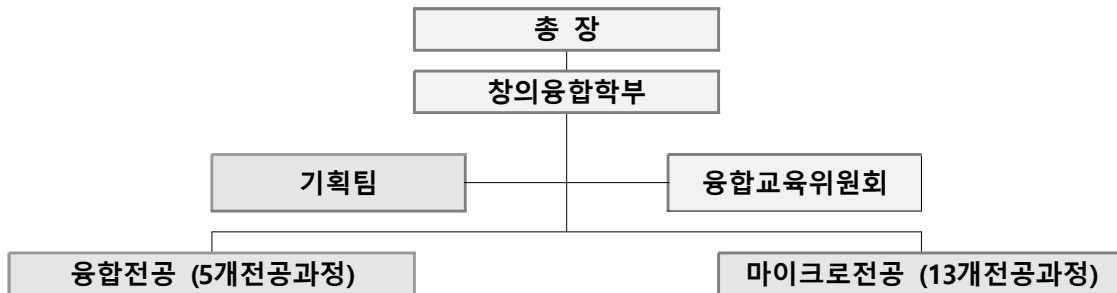 총 장
창의융합학부
기획팀
융합교육위원회
융합전공 (5개전공과정)
마이크로전공 (13개전공과정)